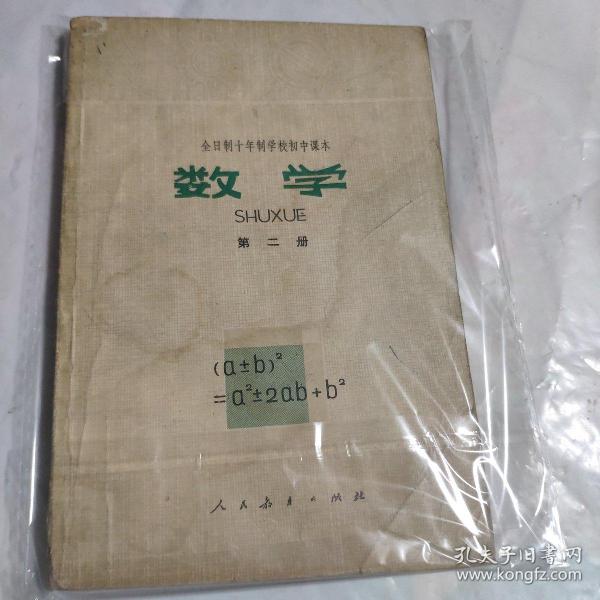 全日制十年制学校初中课本
数学
SHUXUE
第二册
(a±b)²
=a²±2ab+b²
人民教育出版社
孔夫子旧书网
www.kongfz.com